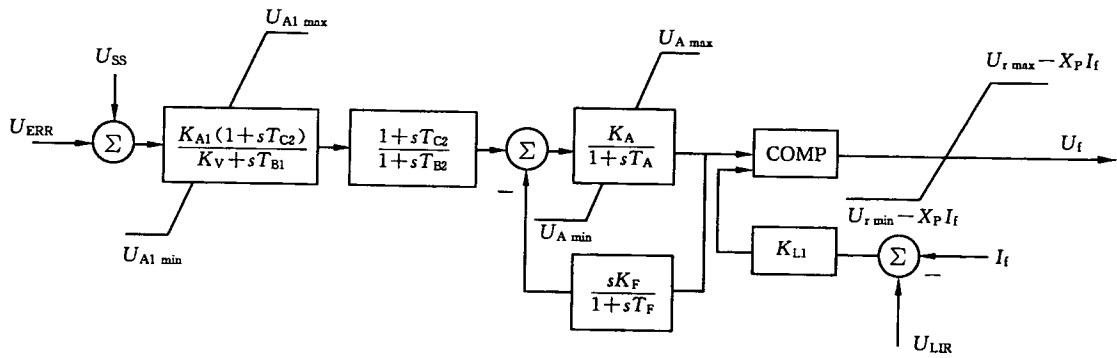 U_A1 max
U_SS
U_ERR
Σ
K_A1(1+sT_C2)
K_V+sT_B1
U_A1 min
1+sT_C2
1+sT_B2
Σ
−
U_A max
K_A
1+sT_A
U_A min
sK_F
1+sT_F
COMP
U_r max−X_P I_f
U_f
U_r min−X_P I_f
K_L1
Σ
−
I_f
U_LIR